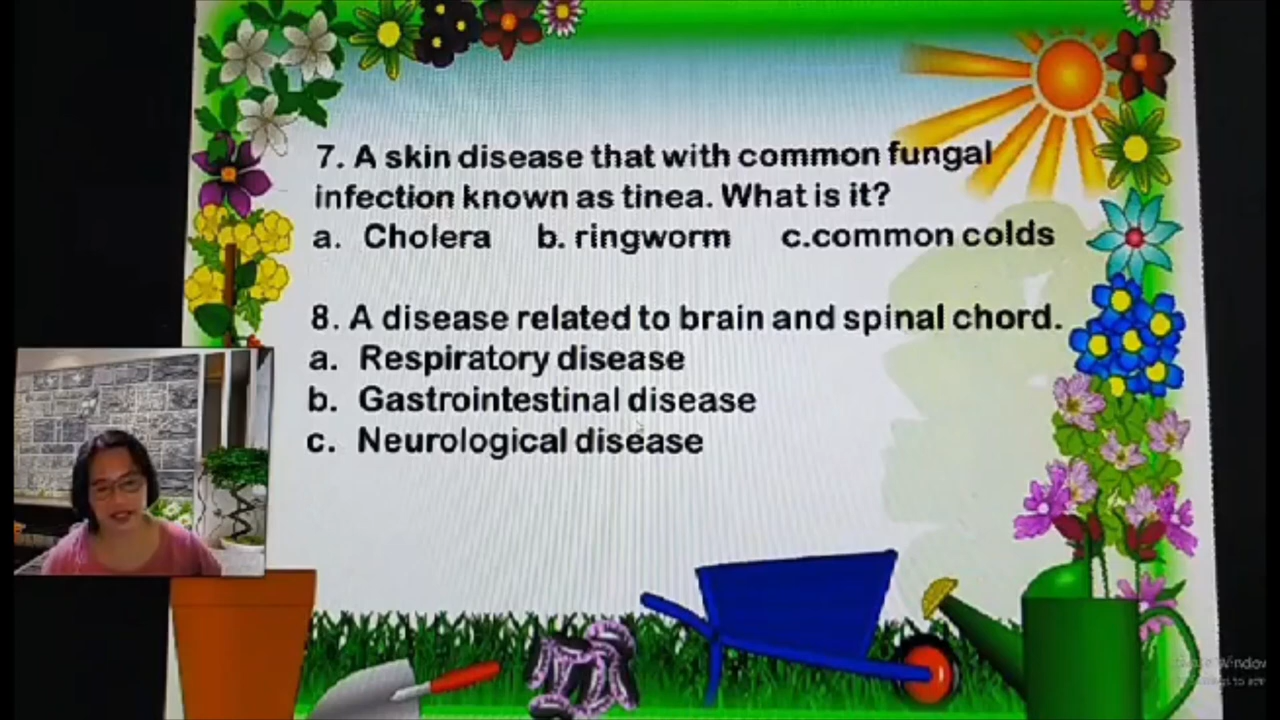 7. A skin disease that with common fungal
infection known as tinea. What is it?
a. Cholera b. ringworm c.common colds
8. A disease related to brain and spinal chord.
a. Respiratory disease
b. Gastrointestinal disease
c. Neurological disease